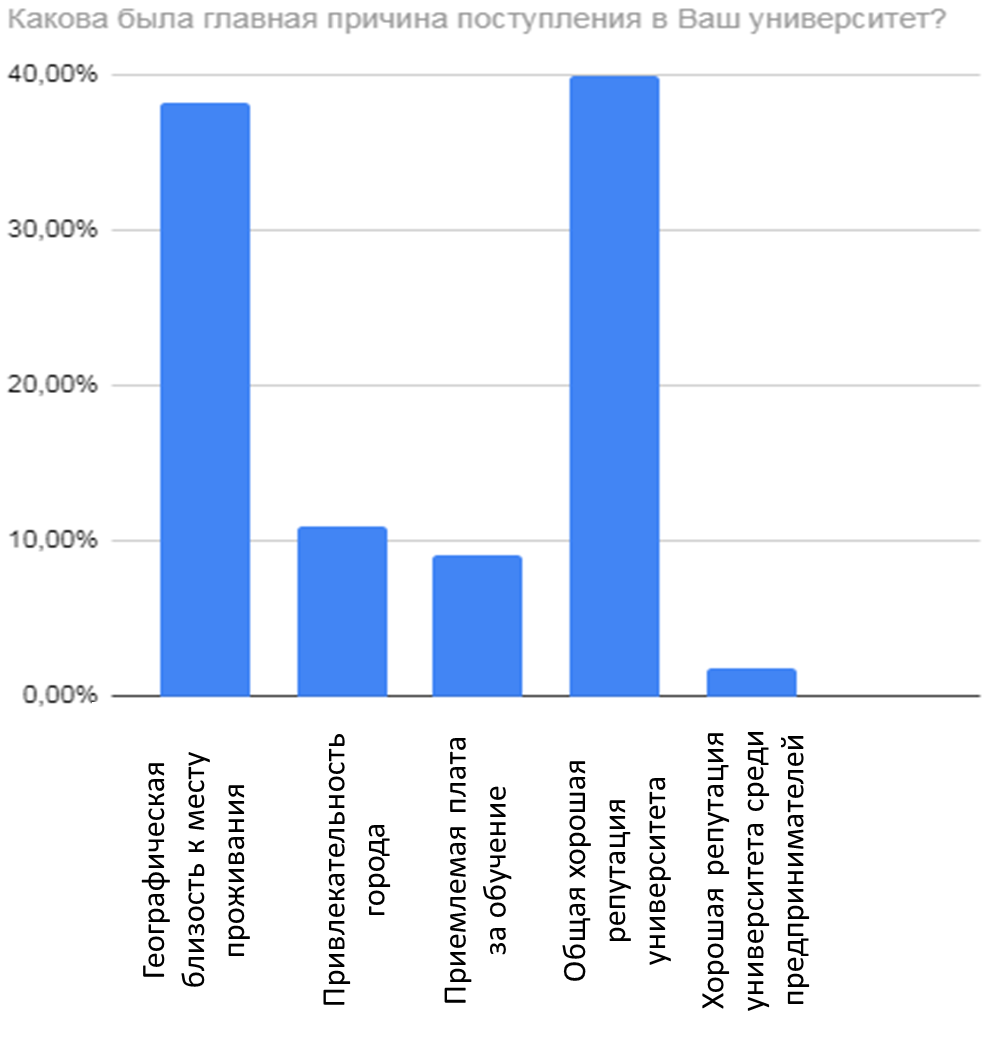 Какова была главная причина поступления в Ваш университет?
40,00%
30,00%
20,00%
10,00%
0,00%
Географическая
близость к месту
проживания
Привлекательность
города
Приемлемая плата
за обучение
Общая хорошая
репутация
университета
Хорошая репутация
университета среди
предпринимателей